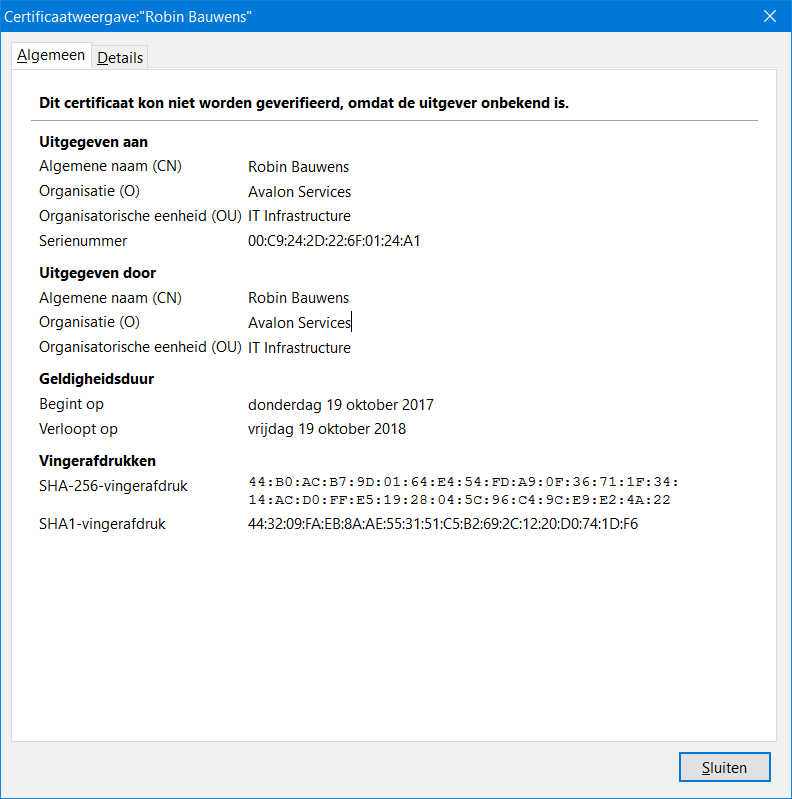 Certificaatweergave:"Robin Bauwens"
Algemeen Details
Dit certificaat kon niet worden geverifieerd, omdat de uitgever onbekend is.
Uitgegeven aan
Algemene naam (CN) Robin Bauwens
Organisatie (O) Avalon Services
Organisatorische eenheid (OU) IT Infrastructure
Serienummer 00:C9:24:2D:22:6F:01:24:A1
Uitgegeven door
Algemene naam (CN) Robin Bauwens
Organisatie (O) Avalon Services
Organisatorische eenheid (OU) IT Infrastructure
Geldigheidsduur
Begint op donderdag 19 oktober 2017
Verloopt op vrijdag 19 oktober 2018
Vingerafdrukken
SHA-256-vingerafdruk 44:B0:AC:B7:9D:01:64:E4:54:FD:A9:0F:36:71:1F:34:
14:AC:D0:FF:E5:19:28:04:5C:96:C4:9C:E9:E2:4A:22
SHA1-vingerafdruk 44:32:09:FA:EB:8A:AE:55:31:51:C5:B2:69:2C:12:20:D0:74:1D:F6
Sluiten